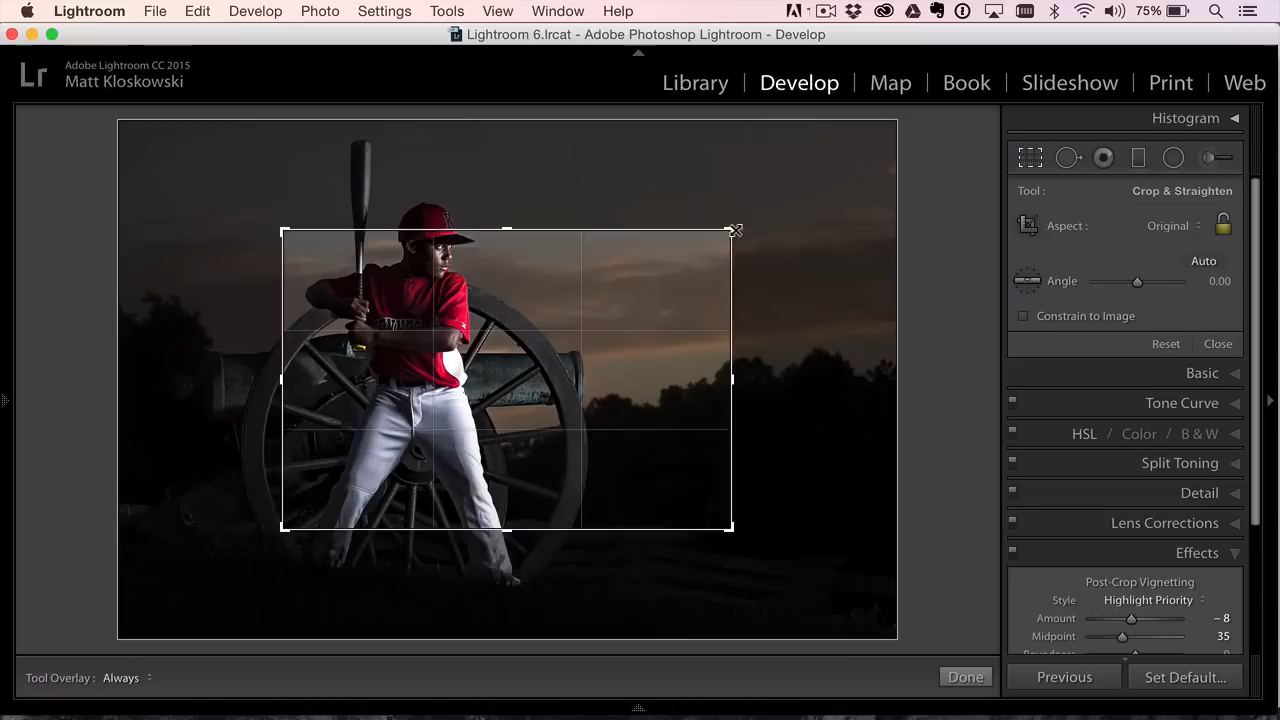 Lightroom File Edit Develop Photo Settings Tools View Window Help 75%
Lightroom 6.lrcat - Adobe Photoshop Lightroom - Develop
Lr Adobe Lightroom CC 2015
Matt Kloskowski
Library | Develop | Map | Book | Slideshow | Print | Web
Histogram
Tool : Crop & Straighten
Aspect : Original
Auto
Angle 0.00
Constrain to Image
Reset Close
Basic
Tone Curve
HSL / Color / B & W
Split Toning
Detail
Lens Corrections
Effects
Post-Crop Vignetting
Style Highlight Priority
Amount – 8
Midpoint 35
Tool Overlay : Always Done Previous Set Default...